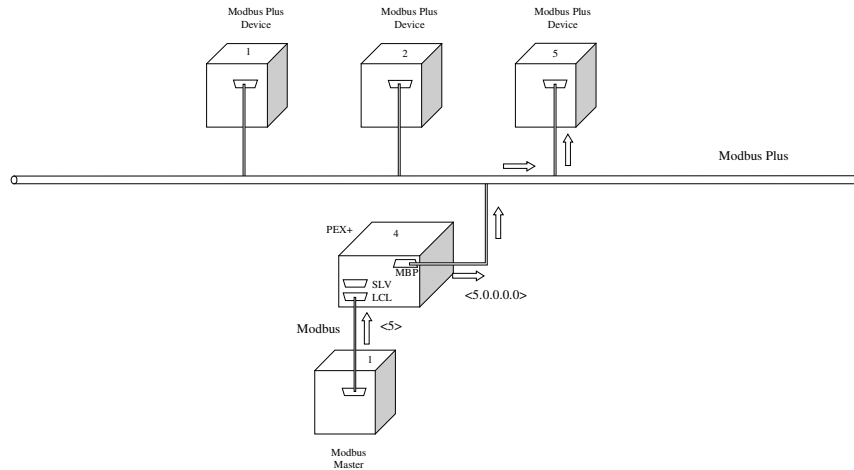 Modbus Plus
Device
Modbus Plus
Device
Modbus Plus
Device
1
2
5
Modbus Plus
PEX+
4
MBP
SLV
LCL
<5.0.0.0.0>
Modbus
<5>
1
Modbus
Master